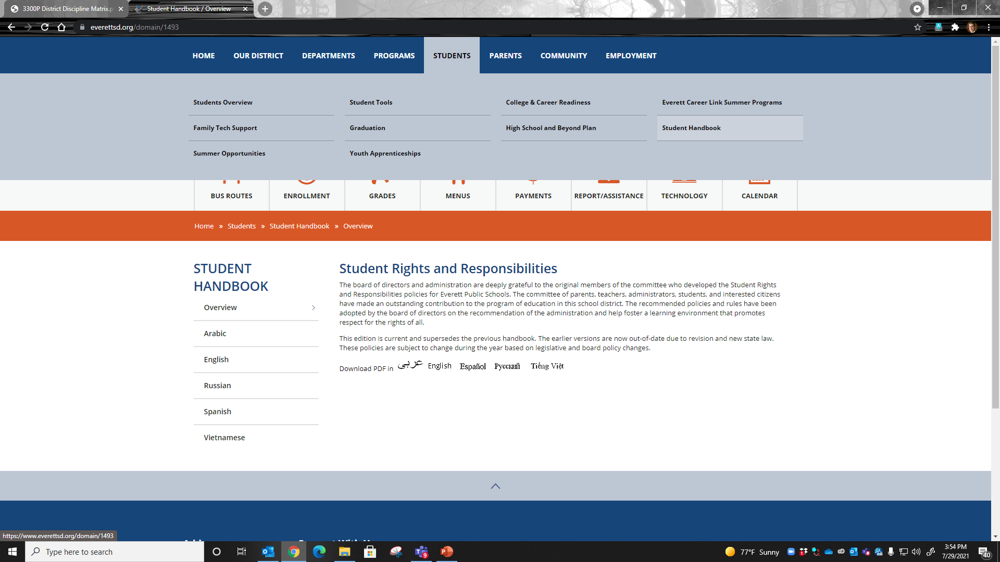 3300P District Discipline Matrix.p
Student Handbook / Overview
everettsd.org/domain/1493
HOME OUR DISTRICT DEPARTMENTS PROGRAMS STUDENTS PARENTS COMMUNITY EMPLOYMENT
Students Overview Student Tools College & Career Readiness Everett Career Link Summer Programs
Family Tech Support Graduation High School and Beyond Plan Student Handbook
Summer Opportunities Youth Apprenticeships
BUS ROUTES ENROLLMENT GRADES MENUS PAYMENTS REPORT/ASSISTANCE TECHNOLOGY CALENDAR
Home » Students » Student Handbook » Overview
STUDENT
HANDBOOK
Overview
Arabic
English
Russian
Spanish
Vietnamese
Student Rights and Responsibilities
The board of directors and administration are deeply grateful to the original members of the committee who developed the Student Rights
and Responsibilities policies for Everett Public Schools. The committee of parents, teachers, administrators, students, and interested citizens
have made an outstanding contribution to the program of education in this school district. The recommended policies and rules have been
adopted by the board of directors on the recommendation of the administration and help foster a learning environment that promotes
respect for the rights of all.
This edition is current and supersedes the previous handbook. The earlier versions are now out-of-date due to revision and new state law.
These policies are subject to change during the year based on legislative and board policy changes.
Download PDF in عربى English Español Русский Tiếng Việt
https://www.everettsd.org/domain/1493
Type here to search
9
77°F Sunny
3:54 PM
7/29/2021
40